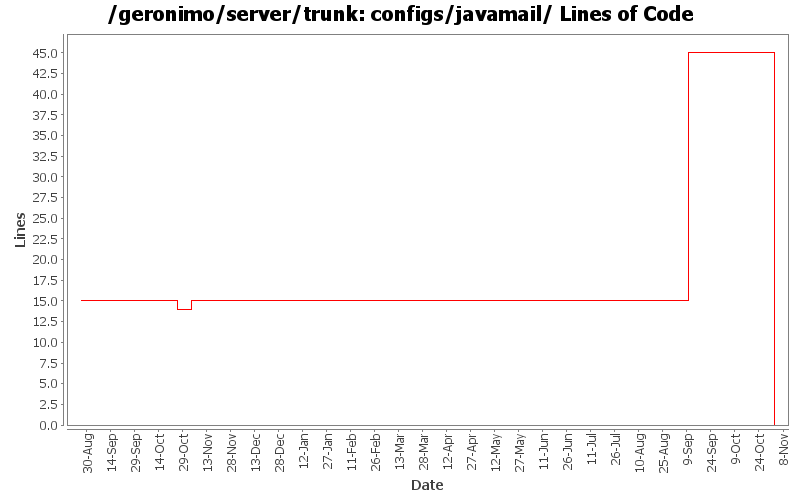 /geronimo/server/trunk: configs/javamail/ Lines of Code
45.0
42.5
40.0
37.5
35.0
32.5
30.0
27.5
25.0
22.5
20.0
17.5
15.0
12.5
10.0
7.5
5.0
2.5
0.0
Lines
30-Aug
14-Sep
29-Sep
14-Oct
29-Oct
13-Nov
28-Nov
13-Dec
28-Dec
12-Jan
27-Jan
11-Feb
26-Feb
13-Mar
28-Mar
12-Apr
27-Apr
12-May
27-May
11-Jun
26-Jun
11-Jul
26-Jul
10-Aug
25-Aug
9-Sep
24-Sep
9-Oct
24-Oct
8-Nov
Date